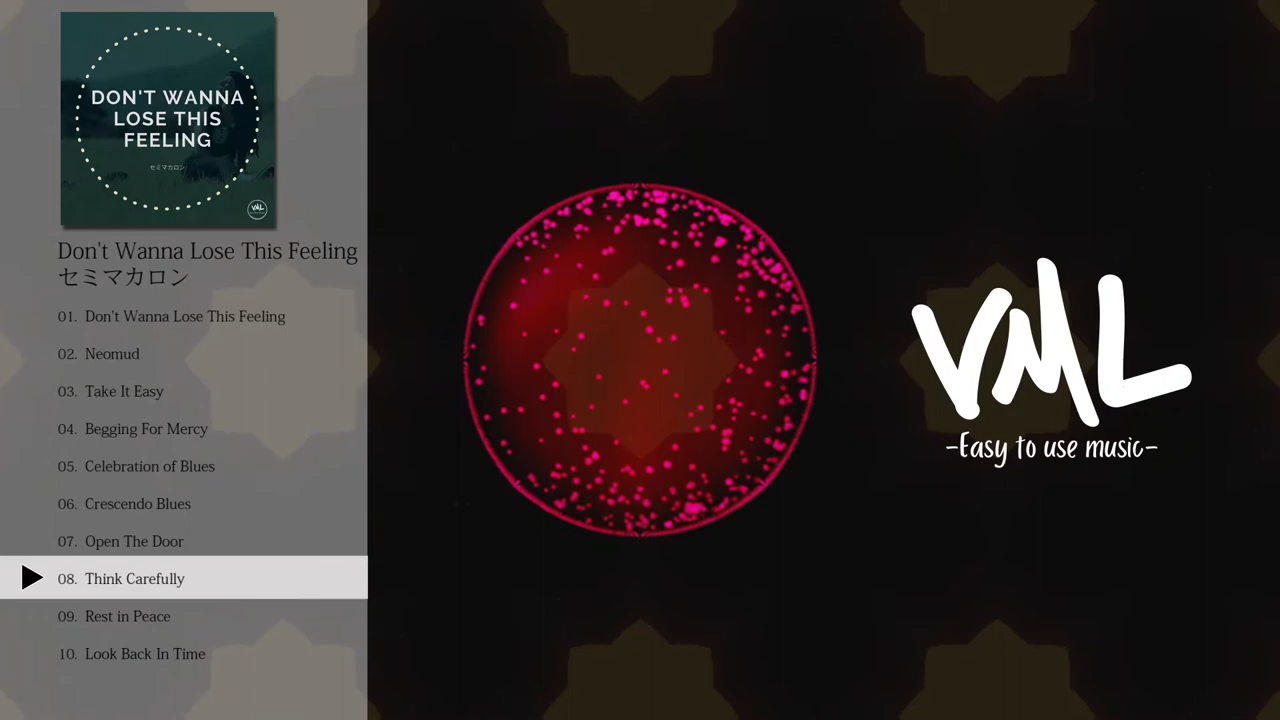 DON'T WANNA
LOSE THIS
FEELING
セミマカロン
VML
Don't Wanna Lose This Feeling
セミマカロン
01. Don't Wanna Lose This Feeling
02. Neomud
03. Take It Easy
04. Begging For Mercy
05. Celebration of Blues
06. Crescendo Blues
07. Open The Door
08. Think Carefully
09. Rest in Peace
10. Look Back In Time
VML
-Easy to use music-